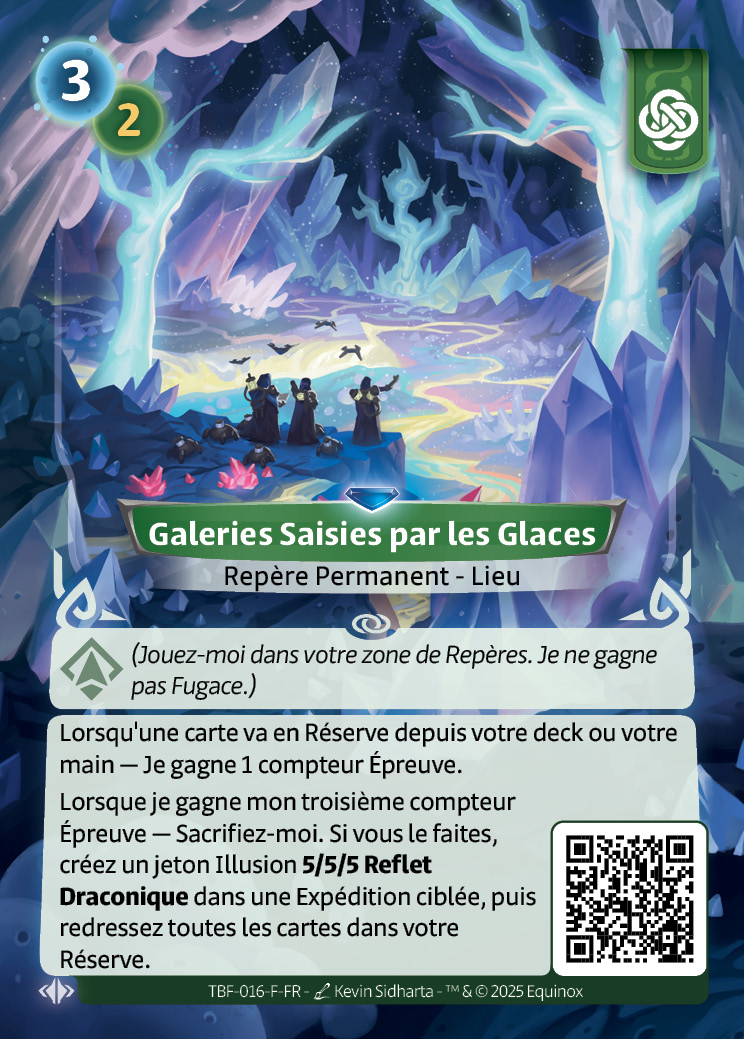 3
2
Galeries Saisies par les Glaces
Repère Permanent - Lieu
(Jouez-moi dans votre zone de Repères. Je ne gagne
pas Fugace.)
Lorsqu'une carte va en Réserve depuis votre deck ou votre
main — Je gagne 1 compteur Épreuve.
Lorsque je gagne mon troisième compteur
Épreuve — Sacrifiez-moi. Si vous le faites,
créez un jeton Illusion 5/5/5 Reflet
Draconique dans une Expédition ciblée, puis
redressez toutes les cartes dans votre
Réserve.
TBF-016-F-FR - Kevin Sidharta - ™ & © 2025 Equinox